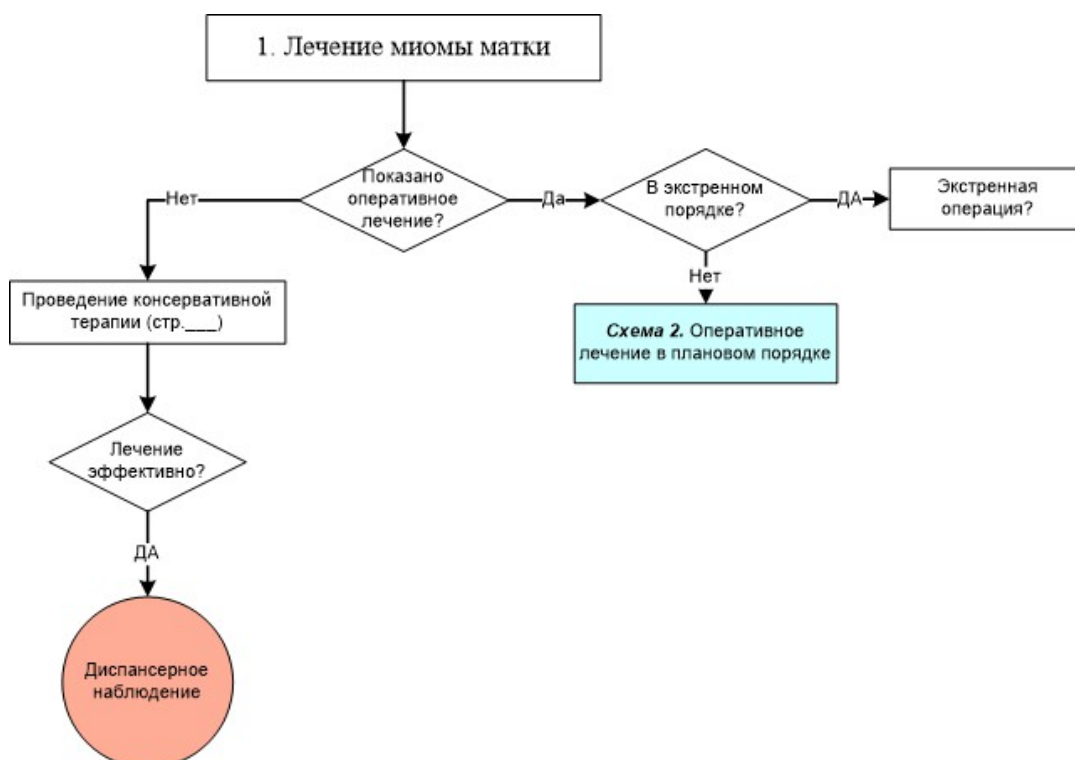 1. Лечение миомы матки
Показано
оперативное
лечение?
Нет
Да
В экстренном
порядке?
ДА
Экстренная
операция?
Нет
Схема 2. Оперативное
лечение в плановом порядке
Проведение консервативной
терапии (стр.___)
Лечение
эффективно?
ДА
Диспансерное
наблюдение